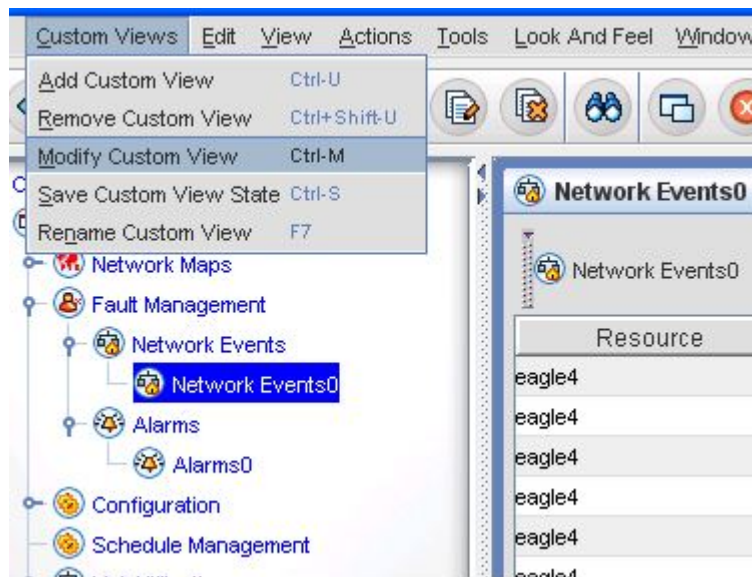 Custom Views Edit View Actions Tools Look And Feel Window
Add Custom View Ctrl-U
Remove Custom View Ctrl+Shift-U
Modify Custom View Ctrl-M
Save Custom View State Ctrl-S
Rename Custom View F7
Network Maps
Fault Management
Network Events
Network Events0
Alarms
Alarms0
Configuration
Schedule Management
Network Events0
Network Events0
Resource
eagle4
eagle4
eagle4
eagle4
eagle4
eagle4